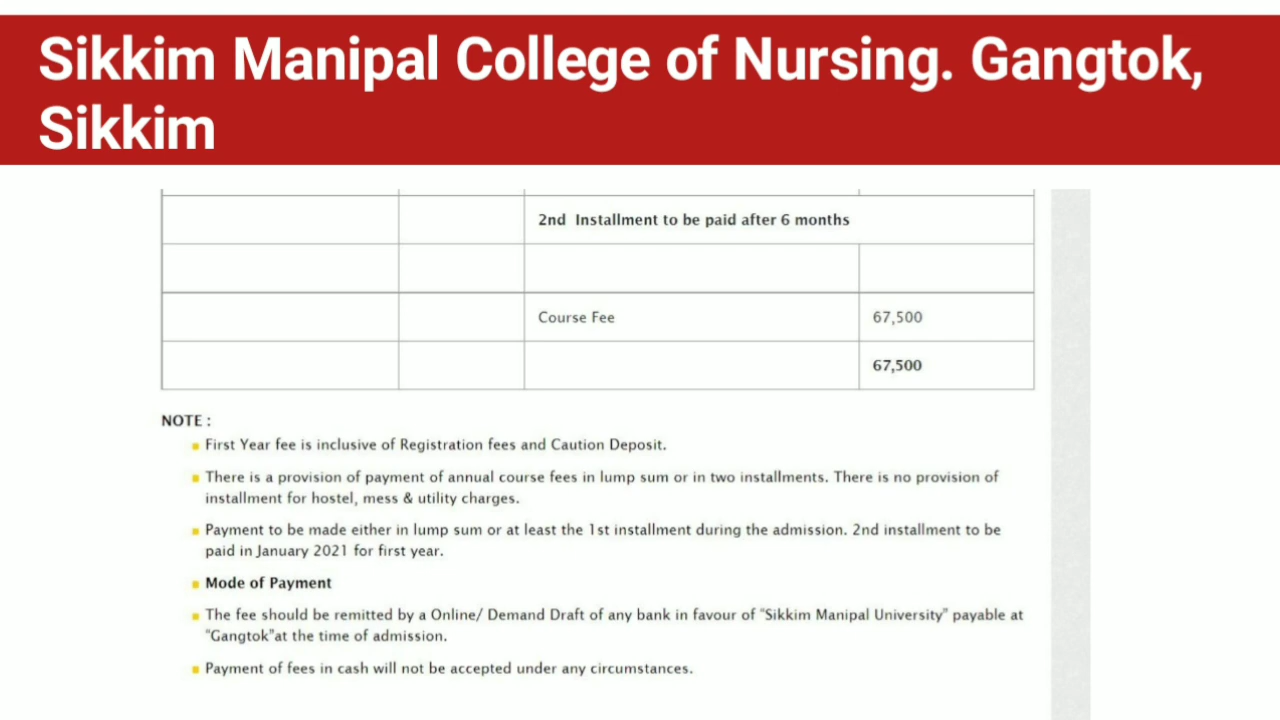 Sikkim Manipal College of Nursing. Gangtok,
Sikkim
2nd Installment to be paid after 6 months
Course Fee 67,500
67,500
NOTE :
First Year fee is inclusive of Registration fees and Caution Deposit.
There is a provision of payment of annual course fees in lump sum or in two installments. There is no provision of
installment for hostel, mess & utility charges.
Payment to be made either in lump sum or at least the 1st installment during the admission. 2nd installment to be
paid in January 2021 for first year.
Mode of Payment
The fee should be remitted by a Online/ Demand Draft of any bank in favour of "Sikkim Manipal University" payable at
"Gangtok"at the time of admission.
Payment of fees in cash will not be accepted under any circumstances.